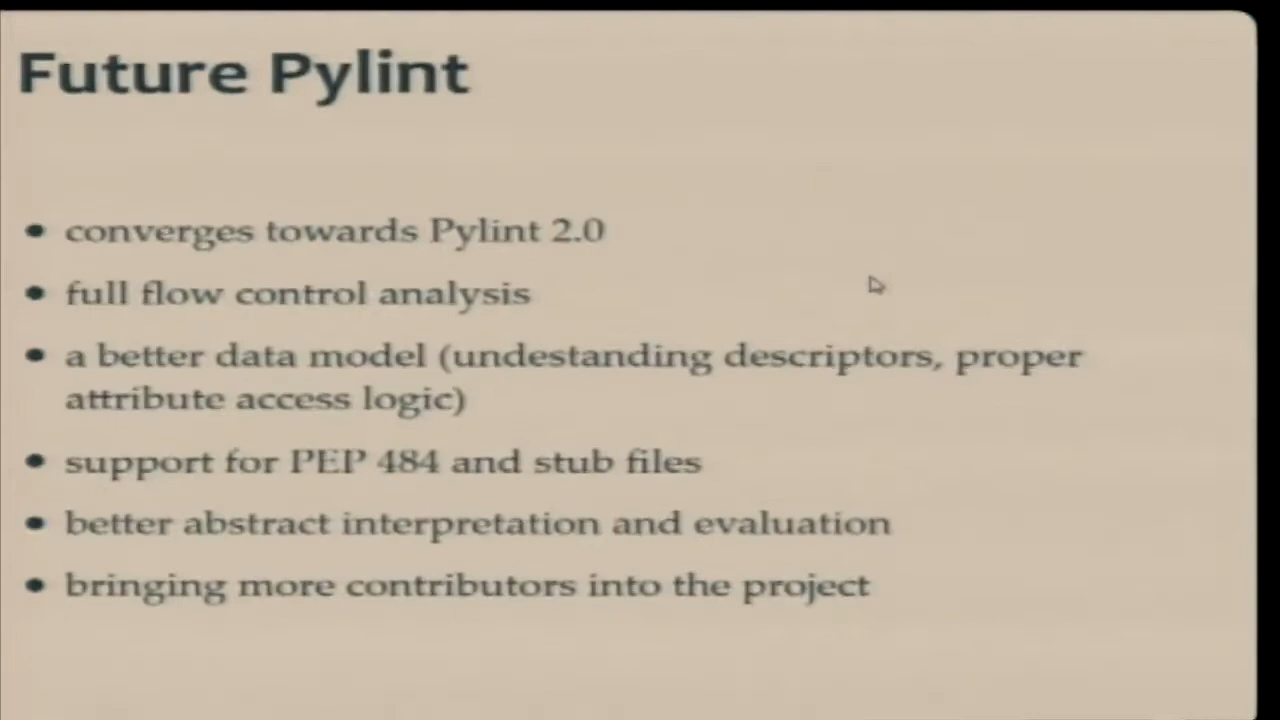 Future Pylint
• converges towards Pylint 2.0
• full flow control analysis
• a better data model (undestanding descriptors, proper
attribute access logic)
• support for PEP 484 and stub files
• better abstract interpretation and evaluation
• bringing more contributors into the project